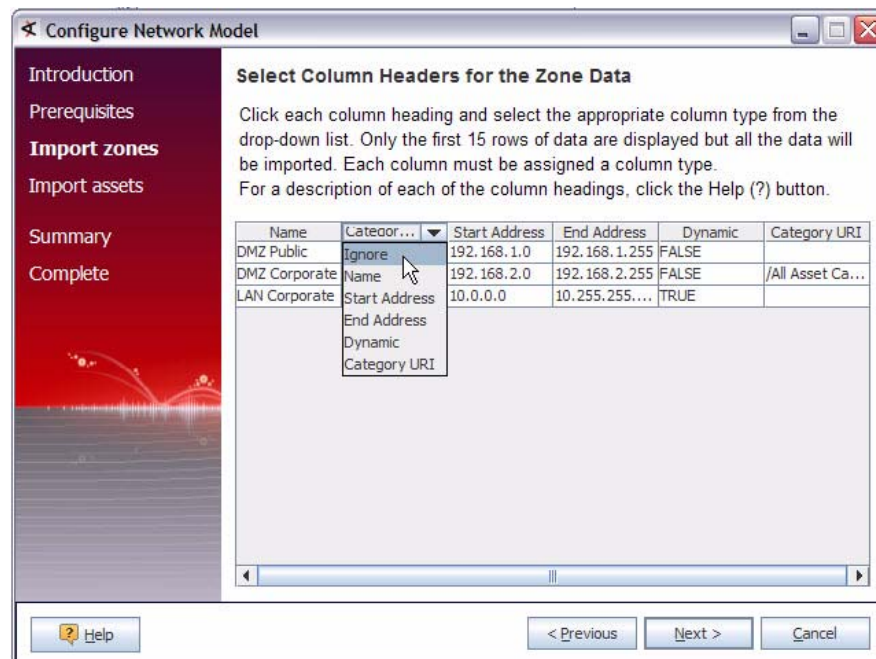 Configure Network Model
Introduction
Prerequisites
Import zones
Import assets
Summary
Complete
Select Column Headers for the Zone Data
Click each column heading and select the appropriate column type from the
drop-down list. Only the first 15 rows of data are displayed but all the data will
be imported. Each column must be assigned a column type.
For a description of each of the column headings, click the Help (?) button.
Name Categor... Start Address End Address Dynamic Category URI
DMZ Public 192.168.1.0 192.168.1.255 FALSE
DMZ Corporate 192.168.2.0 192.168.2.255 FALSE /All Asset Ca...
LAN Corporate 10.0.0.0 10.255.255.... TRUE
Ignore
Name
Start Address
End Address
Dynamic
Category URI
Help
< Previous
Next >
Cancel